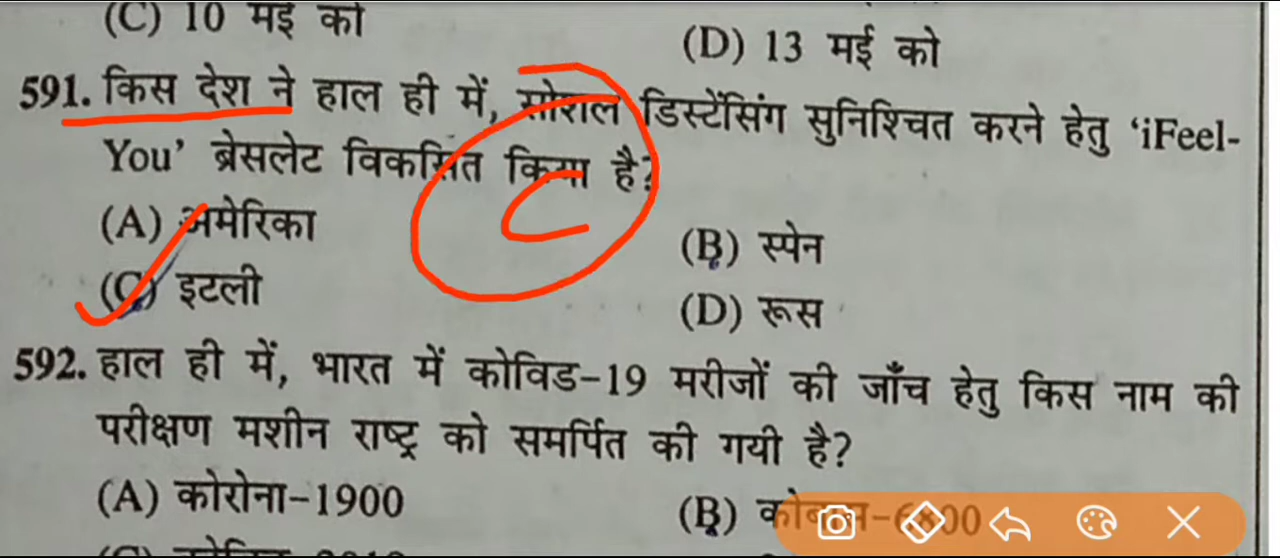 (C) 10 मई को
(D) 13 मई को
591. किस देश ने हाल ही में, सोशल डिस्टेंसिंग सुनिश्चित करने हेतु ‘iFeel-
You’ ब्रेसलेट विकसित किया है?
(A) अमेरिका
(B) स्पेन
(C) इटली
(D) रूस
C
592. हाल ही में, भारत में कोविड-19 मरीजों की जाँच हेतु किस नाम की
परीक्षण मशीन राष्ट्र को समर्पित की गयी है?
(A) कोरोना-1900
(B) कोबास-6800
(C)